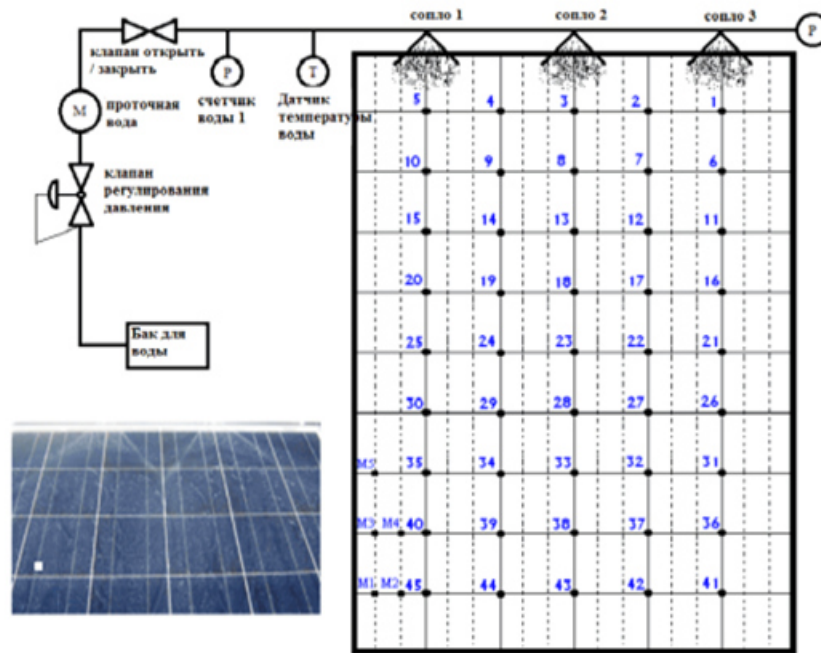 сопло 1 сопло 2 сопло 3
P
клапан открыть
/ закрыть
P T
M
проточная
вода
счетчик
воды 1
Датчик
температуры
воды
клапан
регулирования
давления
Бак для
воды
5 4 3 2 1
10 9 8 7 6
15 14 13 12 11
20 19 18 17 16
25 24 23 22 21
30 29 28 27 26
M5 35 34 33 32 31
M3 M4 40 39 38 37 36
M1 M2 45 44 43 42 41